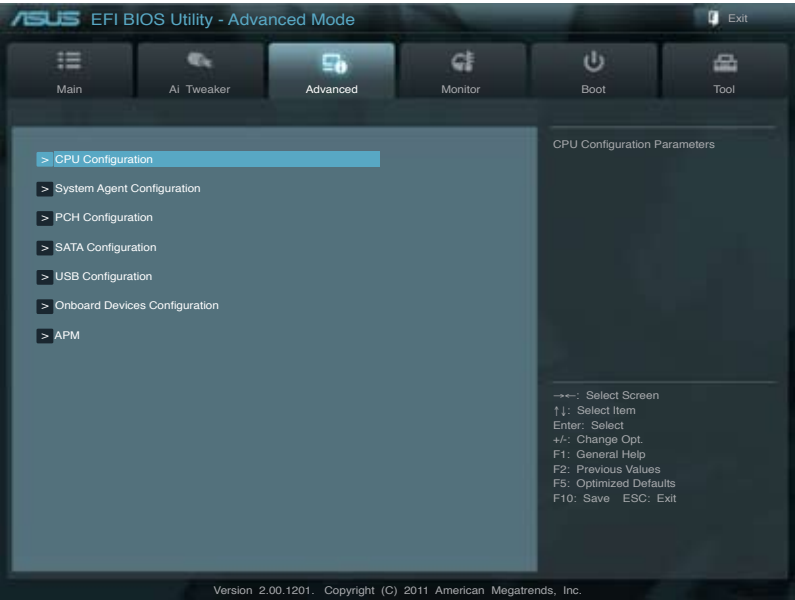 ASUS EFI BIOS Utility - Advanced Mode
Exit
Main
Ai Tweaker
Advanced
Monitor
Boot
Tool
> CPU Configuration
> System Agent Configuration
> PCH Configuration
> SATA Configuration
> USB Configuration
> Onboard Devices Configuration
> APM
CPU Configuration Parameters
→←: Select Screen
↑↓: Select Item
Enter: Select
+/-: Change Opt.
F1: General Help
F2: Previous Values
F5: Optimized Defaults
F10: Save ESC: Exit
Version 2.00.1201. Copyright (C) 2011 American Megatrends, Inc.